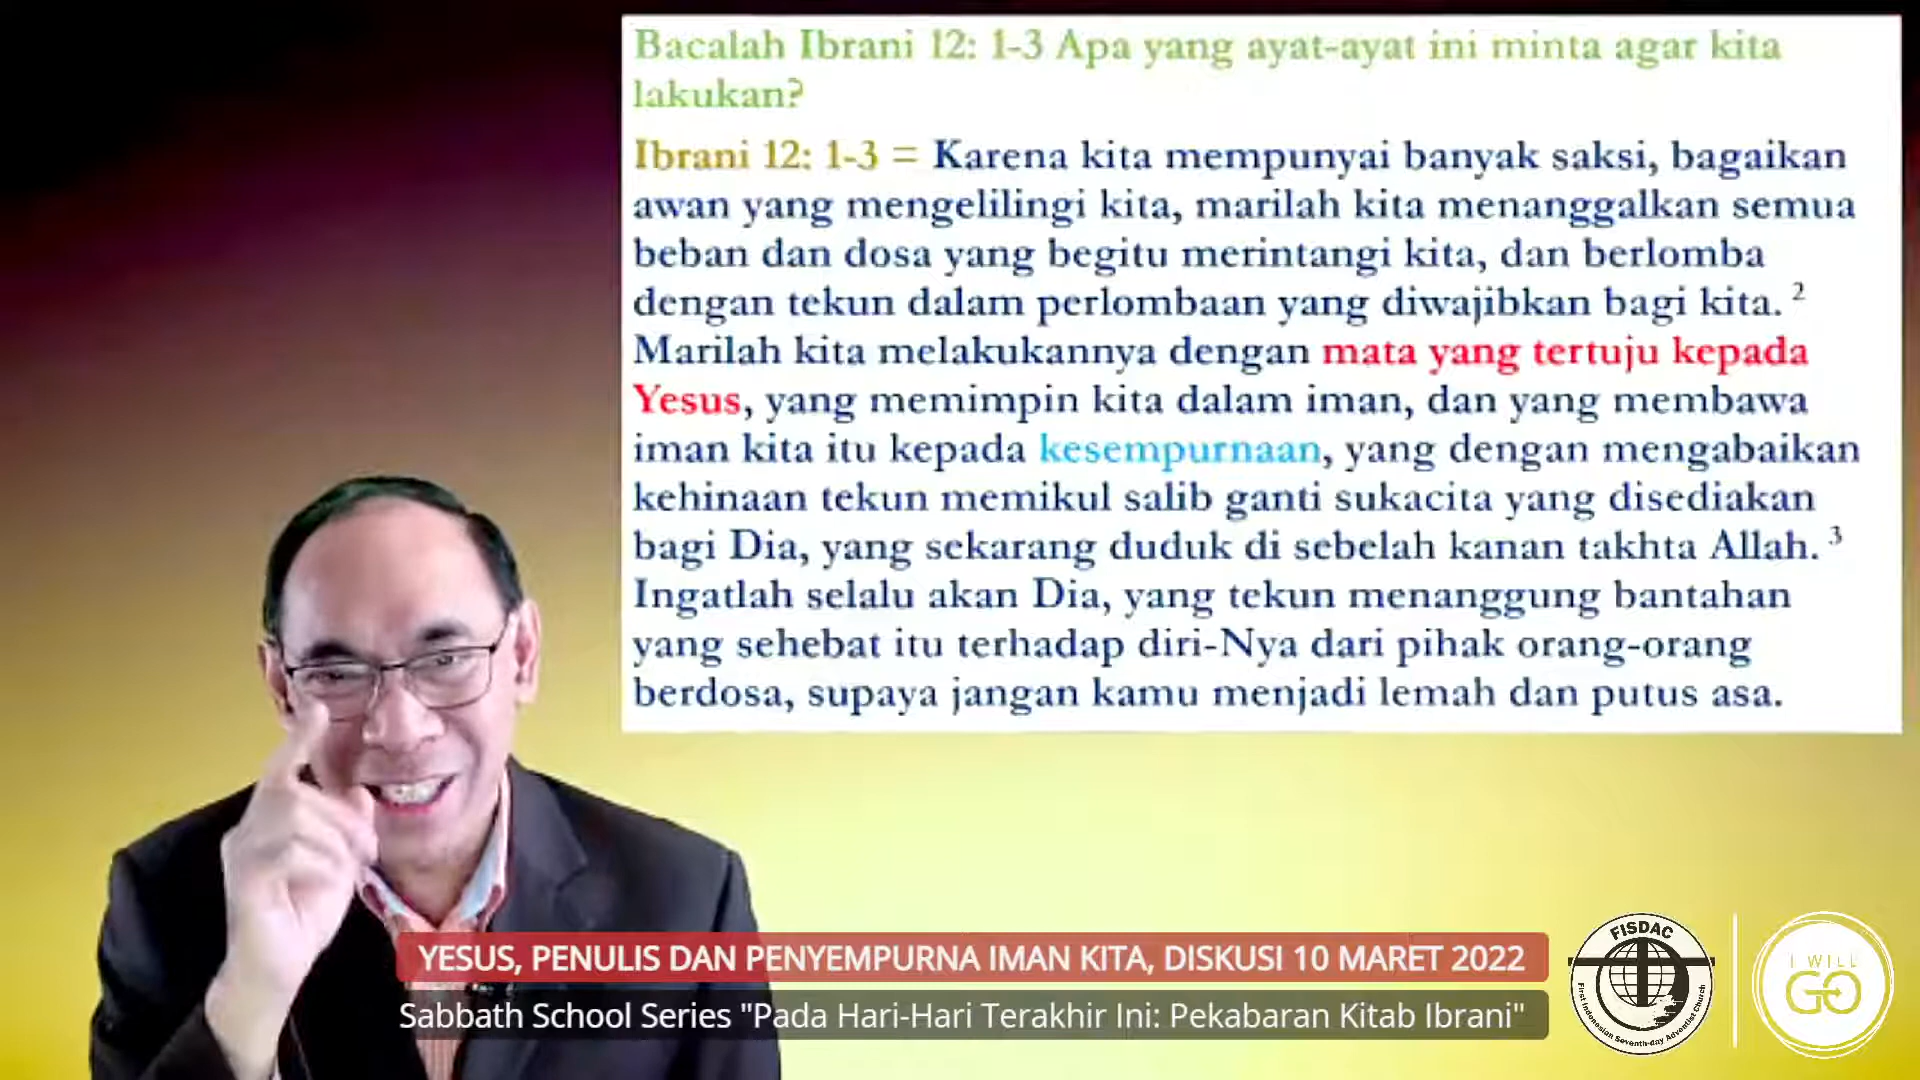 Bacalah Ibrani 12: 1-3 Apa yang ayat-ayat ini minta agar kita
lakukan?
Ibrani 12: 1-3 = Karena kita mempunyai banyak saksi, bagaikan
awan yang mengelilingi kita, marilah kita menanggalkan semua
beban dan dosa yang begitu merintangi kita, dan berlomba
dengan tekun dalam perlombaan yang diwajibkan bagi kita. ²
Marilah kita melakukannya dengan mata yang tertuju kepada
Yesus, yang memimpin kita dalam iman, dan yang membawa
iman kita itu kepada kesempurnaan, yang dengan mengabaikan
kehinaan tekun memikul salib ganti sukacita yang disediakan
bagi Dia, yang sekarang duduk di sebelah kanan takhta Allah. ³
Ingatlah selalu akan Dia, yang tekun menanggung bantahan
yang sehebat itu terhadap diri-Nya dari pihak orang-orang
berdosa, supaya jangan kamu menjadi lemah dan putus asa.
YESUS, PENULIS DAN PENYEMPURNA IMAN KITA, DISKUSI 10 MARET 2022
Sabbath School Series "Pada Hari-Hari Terakhir Ini: Pekabaran Kitab Ibrani"
FISDAC
First Indonesian Seventh-day Adventist Church
I WILL
GO